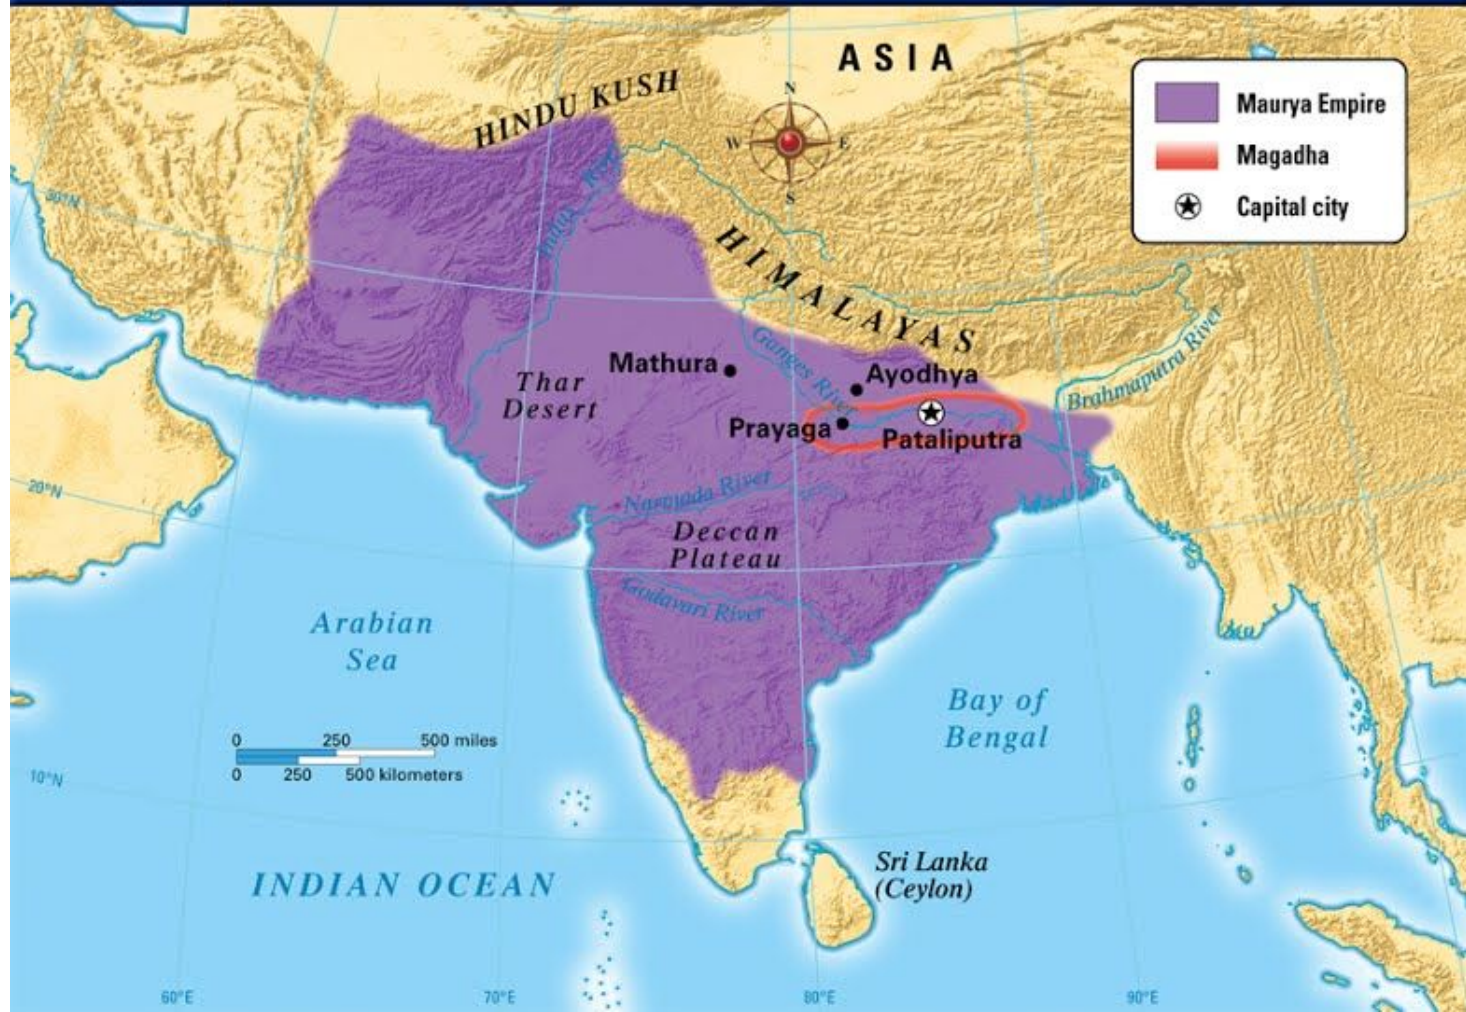 ASIA
HINDU KUSH
N
W
E
S
Maurya Empire
Magadha
Capital city
30°N
Indus River
HIMALAYAS
Ganges River
Brahmaputra River
Mathura
Ayodhya
Thar
Desert
Prayaga
Pataliputra
20°N
Narmada River
Deccan
Plateau
Godavari River
Arabian
Sea
Bay of
Bengal
0 250 500 miles
0 250 500 kilometers
10°N
INDIAN OCEAN
Sri Lanka
(Ceylon)
60°E
70°E
80°E
90°E